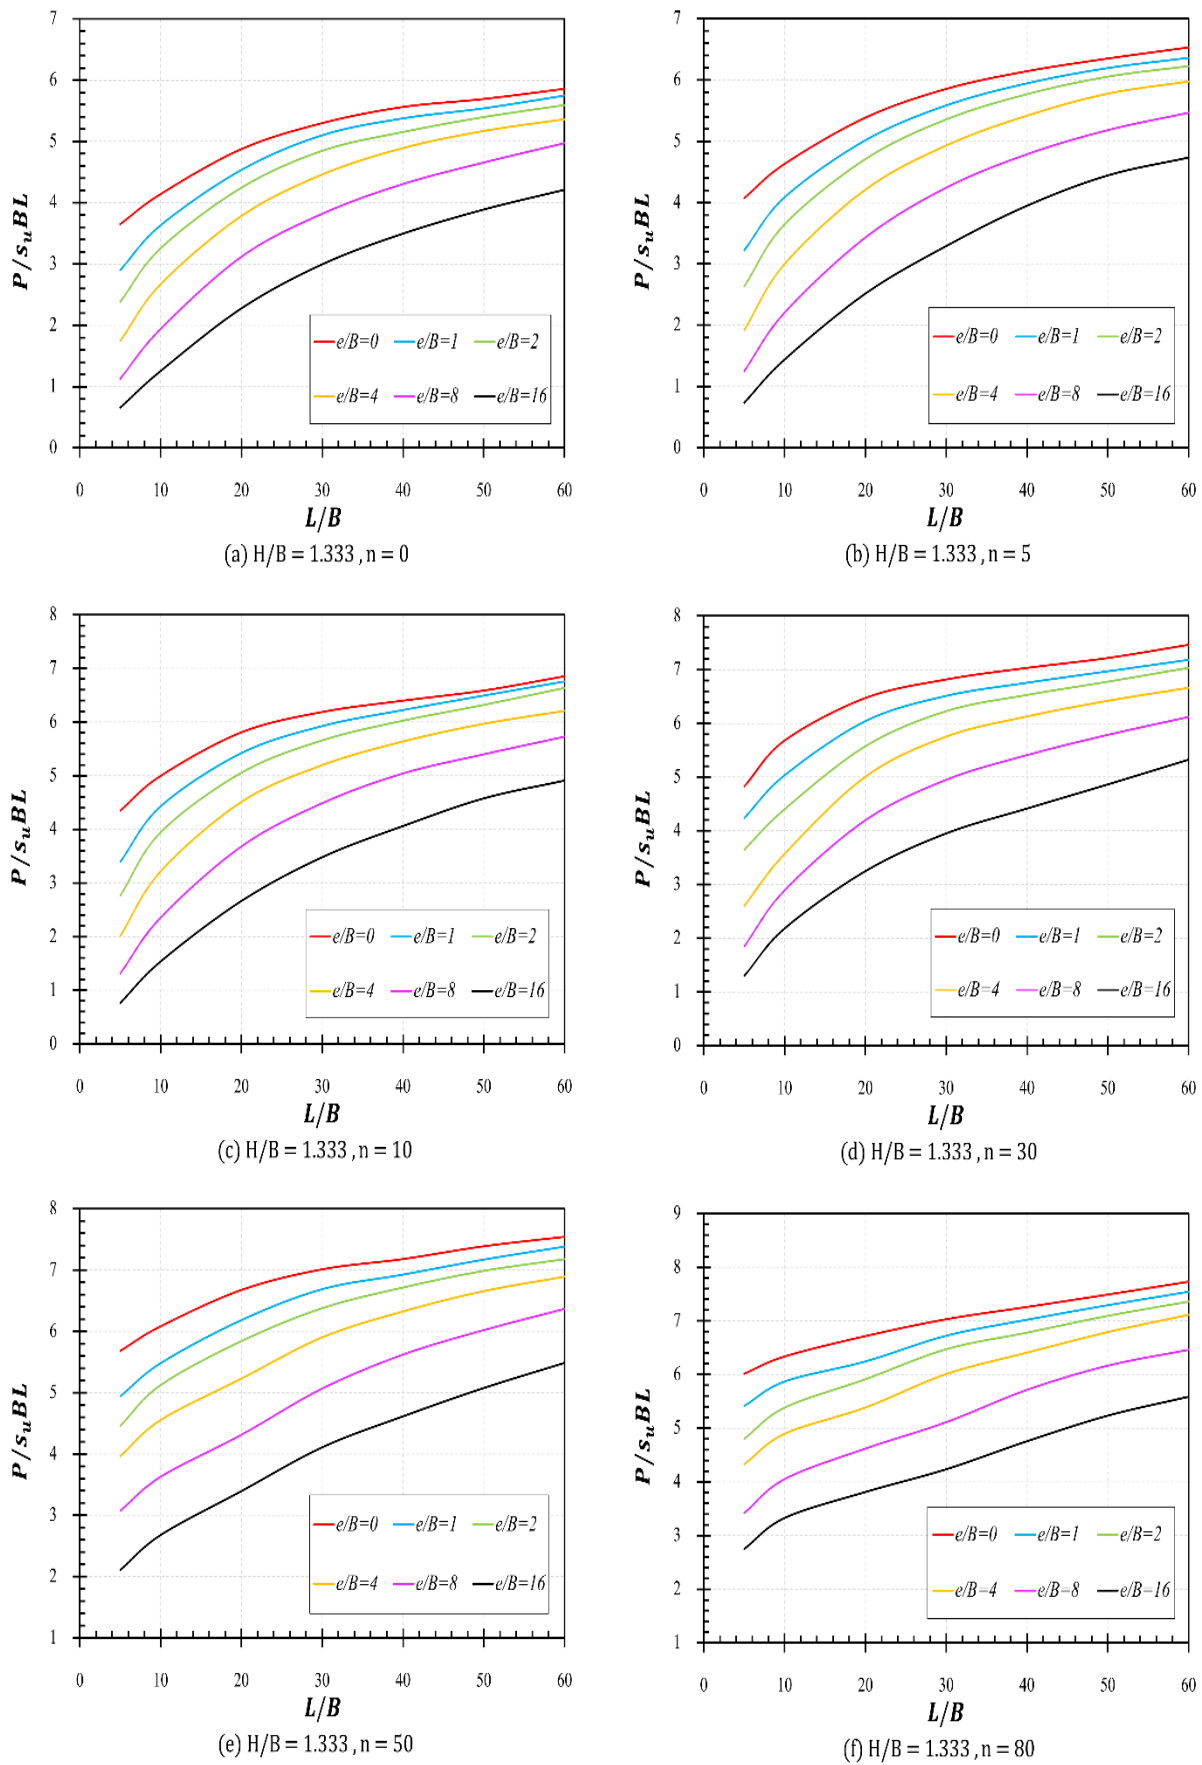 7
6
5
4
3
2
1
0
P/s_uBL
e/B=0 e/B=1 e/B=2
e/B=4 e/B=8 e/B=16
0 10 20 30 40 50 60
L/B
(a) H/B = 1.333 , n = 0
7
6
5
4
3
2
1
0
P/s_uBL
e/B=0 e/B=1 e/B=2
e/B=4 e/B=8 e/B=16
0 10 20 30 40 50 60
L/B
(b) H/B = 1.333 , n = 5
8
7
6
5
4
3
2
1
0
P/s_uBL
e/B=0 e/B=1 e/B=2
e/B=4 e/B=8 e/B=16
0 10 20 30 40 50 60
L/B
(c) H/B = 1.333 , n = 10
8
7
6
5
4
3
2
1
0
P/s_uBL
e/B=0 e/B=1 e/B=2
e/B=4 e/B=8 e/B=16
0 10 20 30 40 50 60
L/B
(d) H/B = 1.333 , n = 30
8
7
6
5
4
3
2
1
P/s_uBL
e/B=0 e/B=1 e/B=2
e/B=4 e/B=8 e/B=16
0 10 20 30 40 50 60
L/B
(e) H/B = 1.333 , n = 50
9
8
7
6
5
4
3
2
1
P/s_uBL
e/B=0 e/B=1 e/B=2
e/B=4 e/B=8 e/B=16
0 10 20 30 40 50 60
L/B
(f) H/B = 1.333 , n = 80